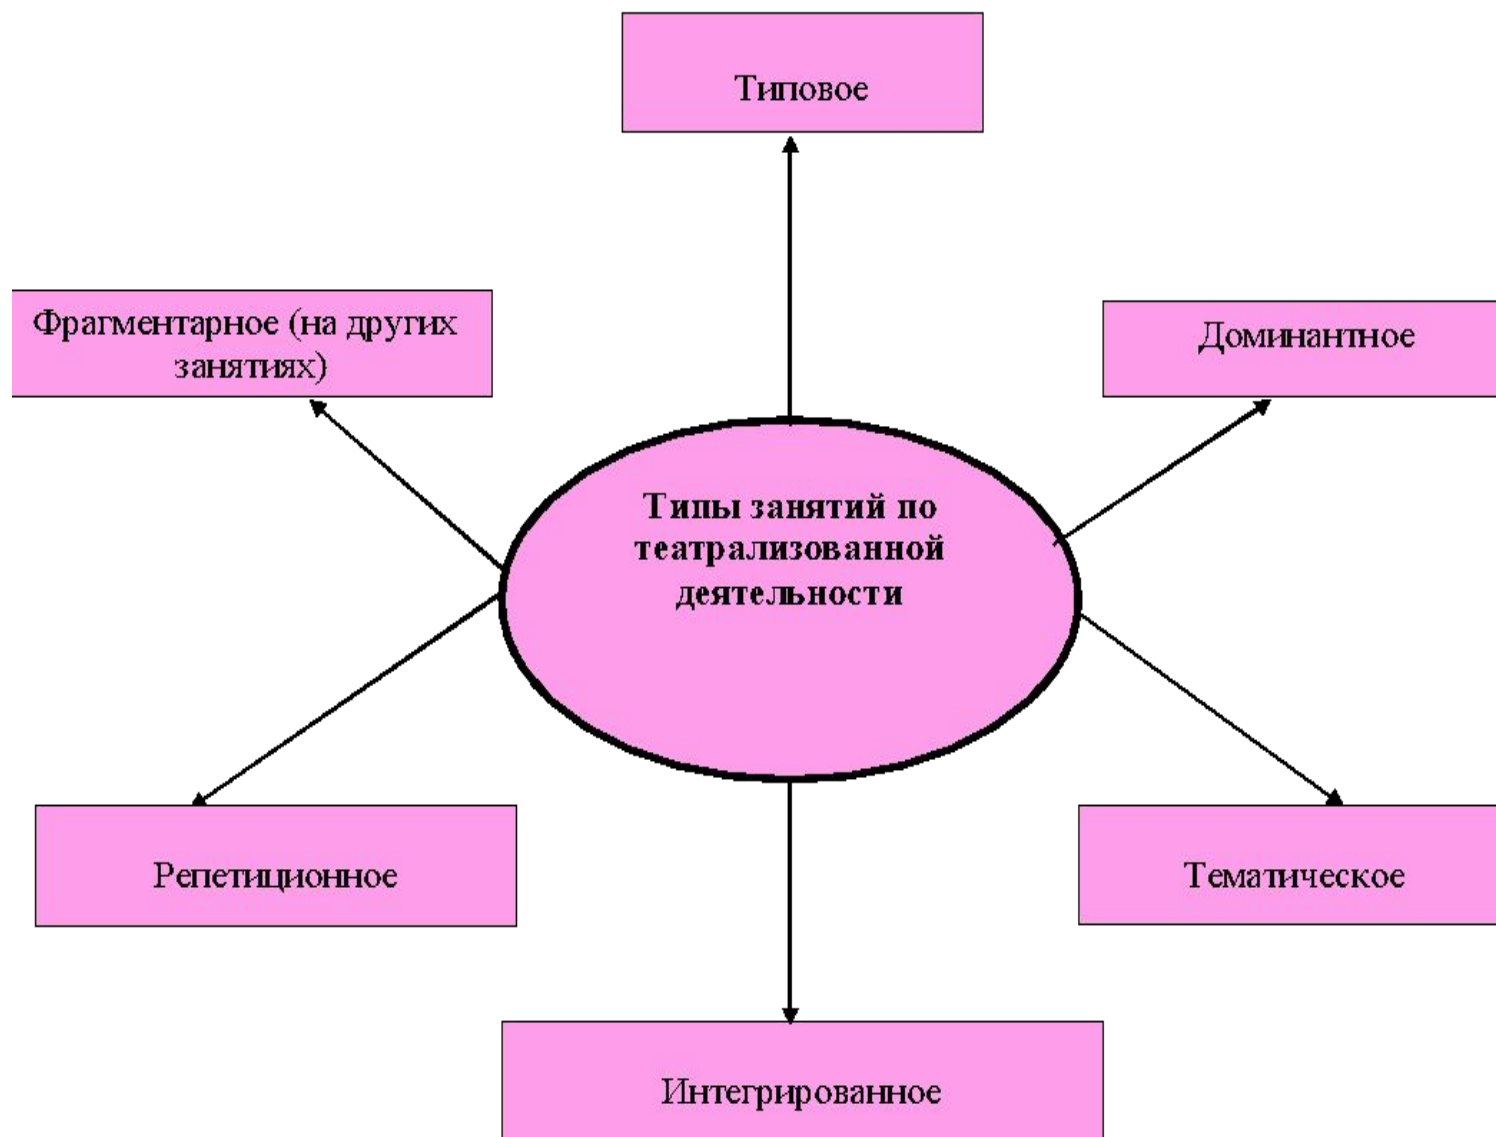 Типовое
Фрагментарное (на других
занятиях)
Доминантное
Типы занятий по
театрализованной
деятельности
Репетиционное
Тематическое
Интегрированное